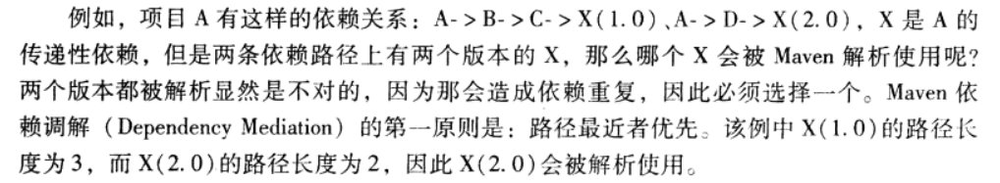 例如，项目 A 有这样的依赖关系：A->B->C->X(1.0)、A->D->X(2.0)，X 是 A 的
传递性依赖，但是两条依赖路径上有两个版本的 X，那么哪个 X 会被 Maven 解析使用呢?
两个版本都被解析显然是不对的，因为那会造成依赖重复，因此必须选择一个。Maven 依
赖调解（Dependency Mediation）的第一原则是：路径最近者优先。该例中 X(1.0)的路径长
度为 3，而 X(2.0)的路径长度为 2，因此 X(2.0)会被解析使用。